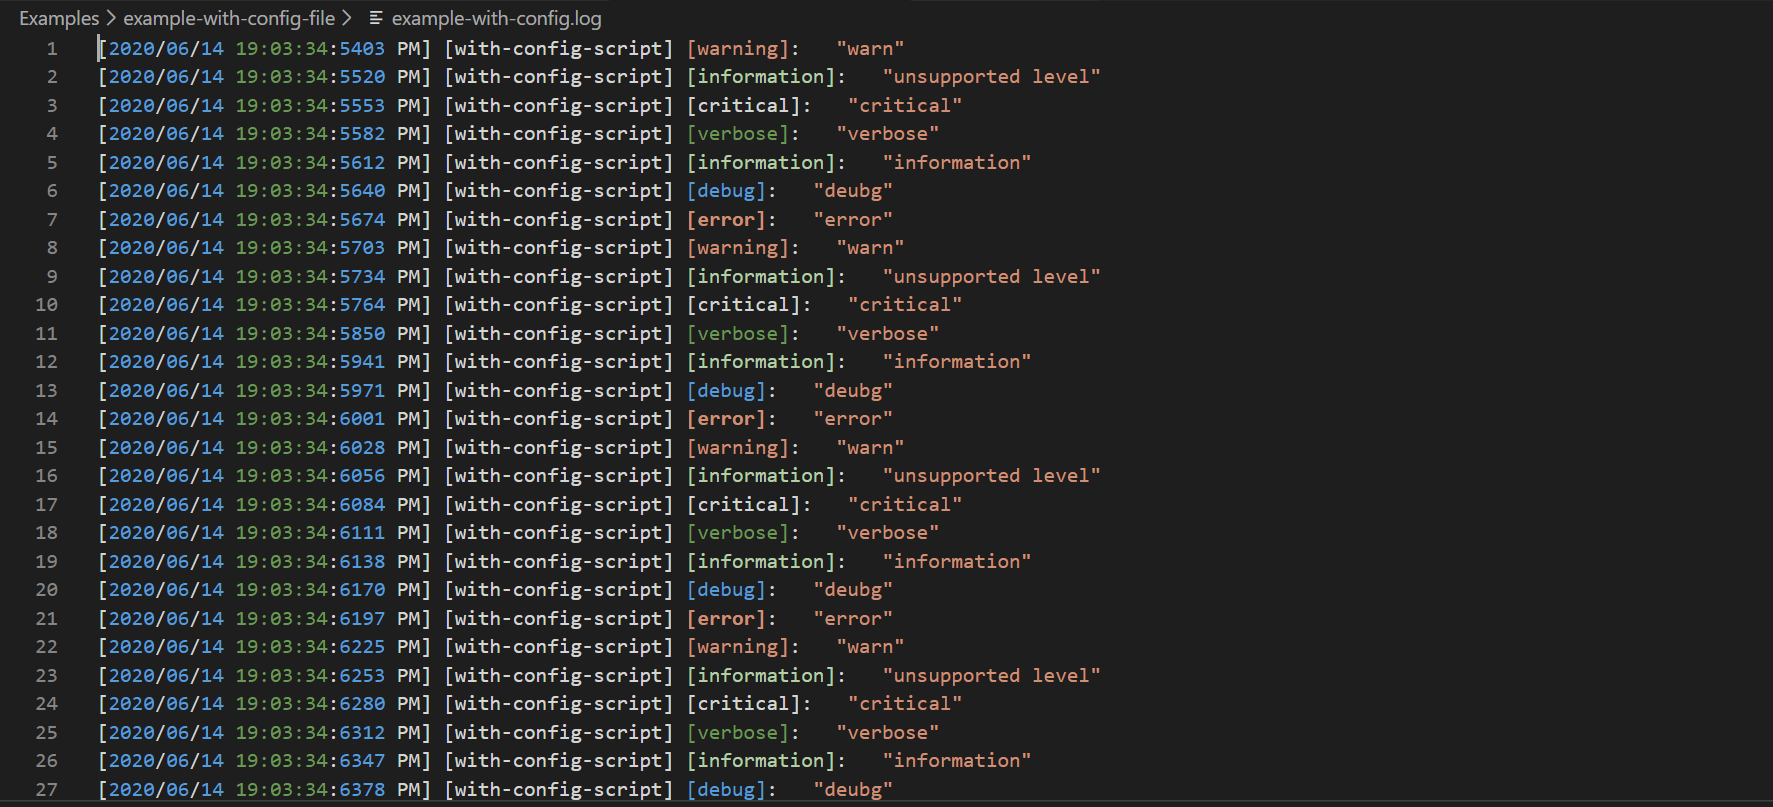 Examples > example-with-config-file > example-with-config.log
1 [2020/06/14 19:03:34:5403 PM] [with-config-script] [warning]: "warn"
2 [2020/06/14 19:03:34:5520 PM] [with-config-script] [information]: "unsupported level"
3 [2020/06/14 19:03:34:5553 PM] [with-config-script] [critical]: "critical"
4 [2020/06/14 19:03:34:5582 PM] [with-config-script] [verbose]: "verbose"
5 [2020/06/14 19:03:34:5612 PM] [with-config-script] [information]: "information"
6 [2020/06/14 19:03:34:5640 PM] [with-config-script] [debug]: "deubg"
7 [2020/06/14 19:03:34:5674 PM] [with-config-script] [error]: "error"
8 [2020/06/14 19:03:34:5703 PM] [with-config-script] [warning]: "warn"
9 [2020/06/14 19:03:34:5734 PM] [with-config-script] [information]: "unsupported level"
10 [2020/06/14 19:03:34:5764 PM] [with-config-script] [critical]: "critical"
11 [2020/06/14 19:03:34:5850 PM] [with-config-script] [verbose]: "verbose"
12 [2020/06/14 19:03:34:5941 PM] [with-config-script] [information]: "information"
13 [2020/06/14 19:03:34:5971 PM] [with-config-script] [debug]: "deubg"
14 [2020/06/14 19:03:34:6001 PM] [with-config-script] [error]: "error"
15 [2020/06/14 19:03:34:6028 PM] [with-config-script] [warning]: "warn"
16 [2020/06/14 19:03:34:6056 PM] [with-config-script] [information]: "unsupported level"
17 [2020/06/14 19:03:34:6084 PM] [with-config-script] [critical]: "critical"
18 [2020/06/14 19:03:34:6111 PM] [with-config-script] [verbose]: "verbose"
19 [2020/06/14 19:03:34:6138 PM] [with-config-script] [information]: "information"
20 [2020/06/14 19:03:34:6170 PM] [with-config-script] [debug]: "deubg"
21 [2020/06/14 19:03:34:6197 PM] [with-config-script] [error]: "error"
22 [2020/06/14 19:03:34:6225 PM] [with-config-script] [warning]: "warn"
23 [2020/06/14 19:03:34:6253 PM] [with-config-script] [information]: "unsupported level"
24 [2020/06/14 19:03:34:6280 PM] [with-config-script] [critical]: "critical"
25 [2020/06/14 19:03:34:6312 PM] [with-config-script] [verbose]: "verbose"
26 [2020/06/14 19:03:34:6347 PM] [with-config-script] [information]: "information"
27 [2020/06/14 19:03:34:6378 PM] [with-config-script] [debug]: "deubg"